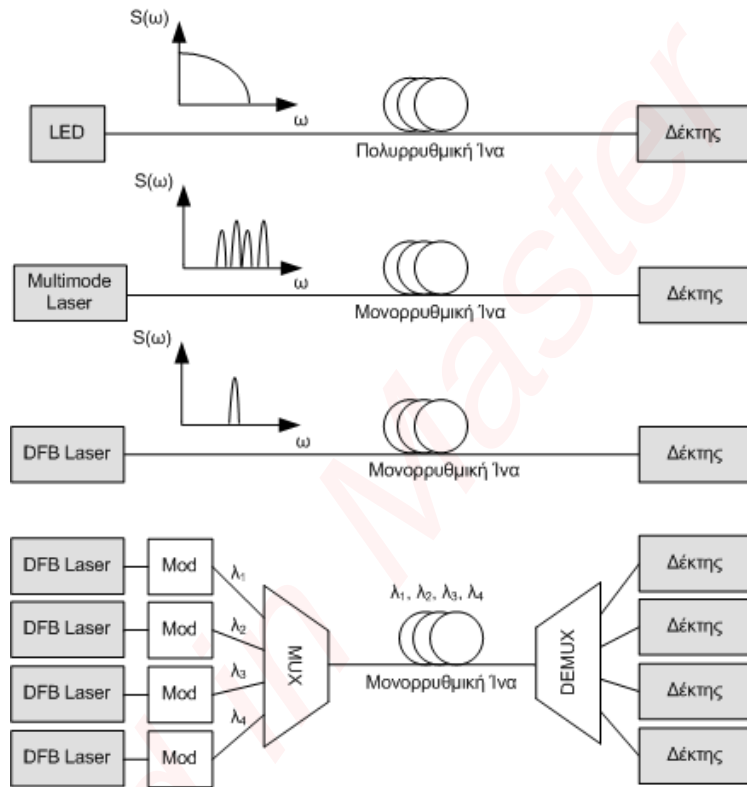 S(ω)
ω
LED
Πολυρρυθμική Ίνα
Δέκτης
S(ω)
ω
Multimode
Laser
Μονορρυθμική Ίνα
Δέκτης
S(ω)
ω
DFB Laser
Μονορρυθμική Ίνα
Δέκτης
DFB Laser
Mod
λ1
DFB Laser
Mod
λ2
DFB Laser
Mod
λ3
DFB Laser
Mod
λ4
MUX
λ1, λ2, λ3, λ4
Μονορρυθμική Ίνα
DEMUX
Δέκτης
Δέκτης
Δέκτης
Δέκτης
in Master